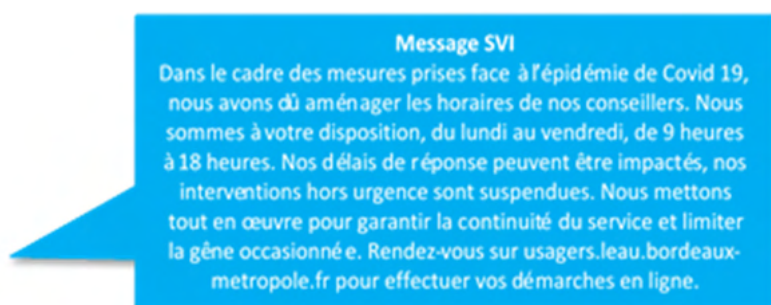 Message SVI
Dans le cadre des mesures prises face à l'épidémie de Covid 19,
nous avons dû aménager les horaires de nos conseillers. Nous
sommes à votre disposition, du lundi au vendredi, de 9 heures
à 18 heures. Nos délais de réponse peuvent être impactés, nos
interventions hors urgence sont suspendues. Nous mettons
tout en œuvre pour garantir la continuité du service et limiter
la gêne occasionnée. Rendez-vous sur usagers.leau.bordeaux-
metropole.fr pour effectuer vos démarches en ligne.